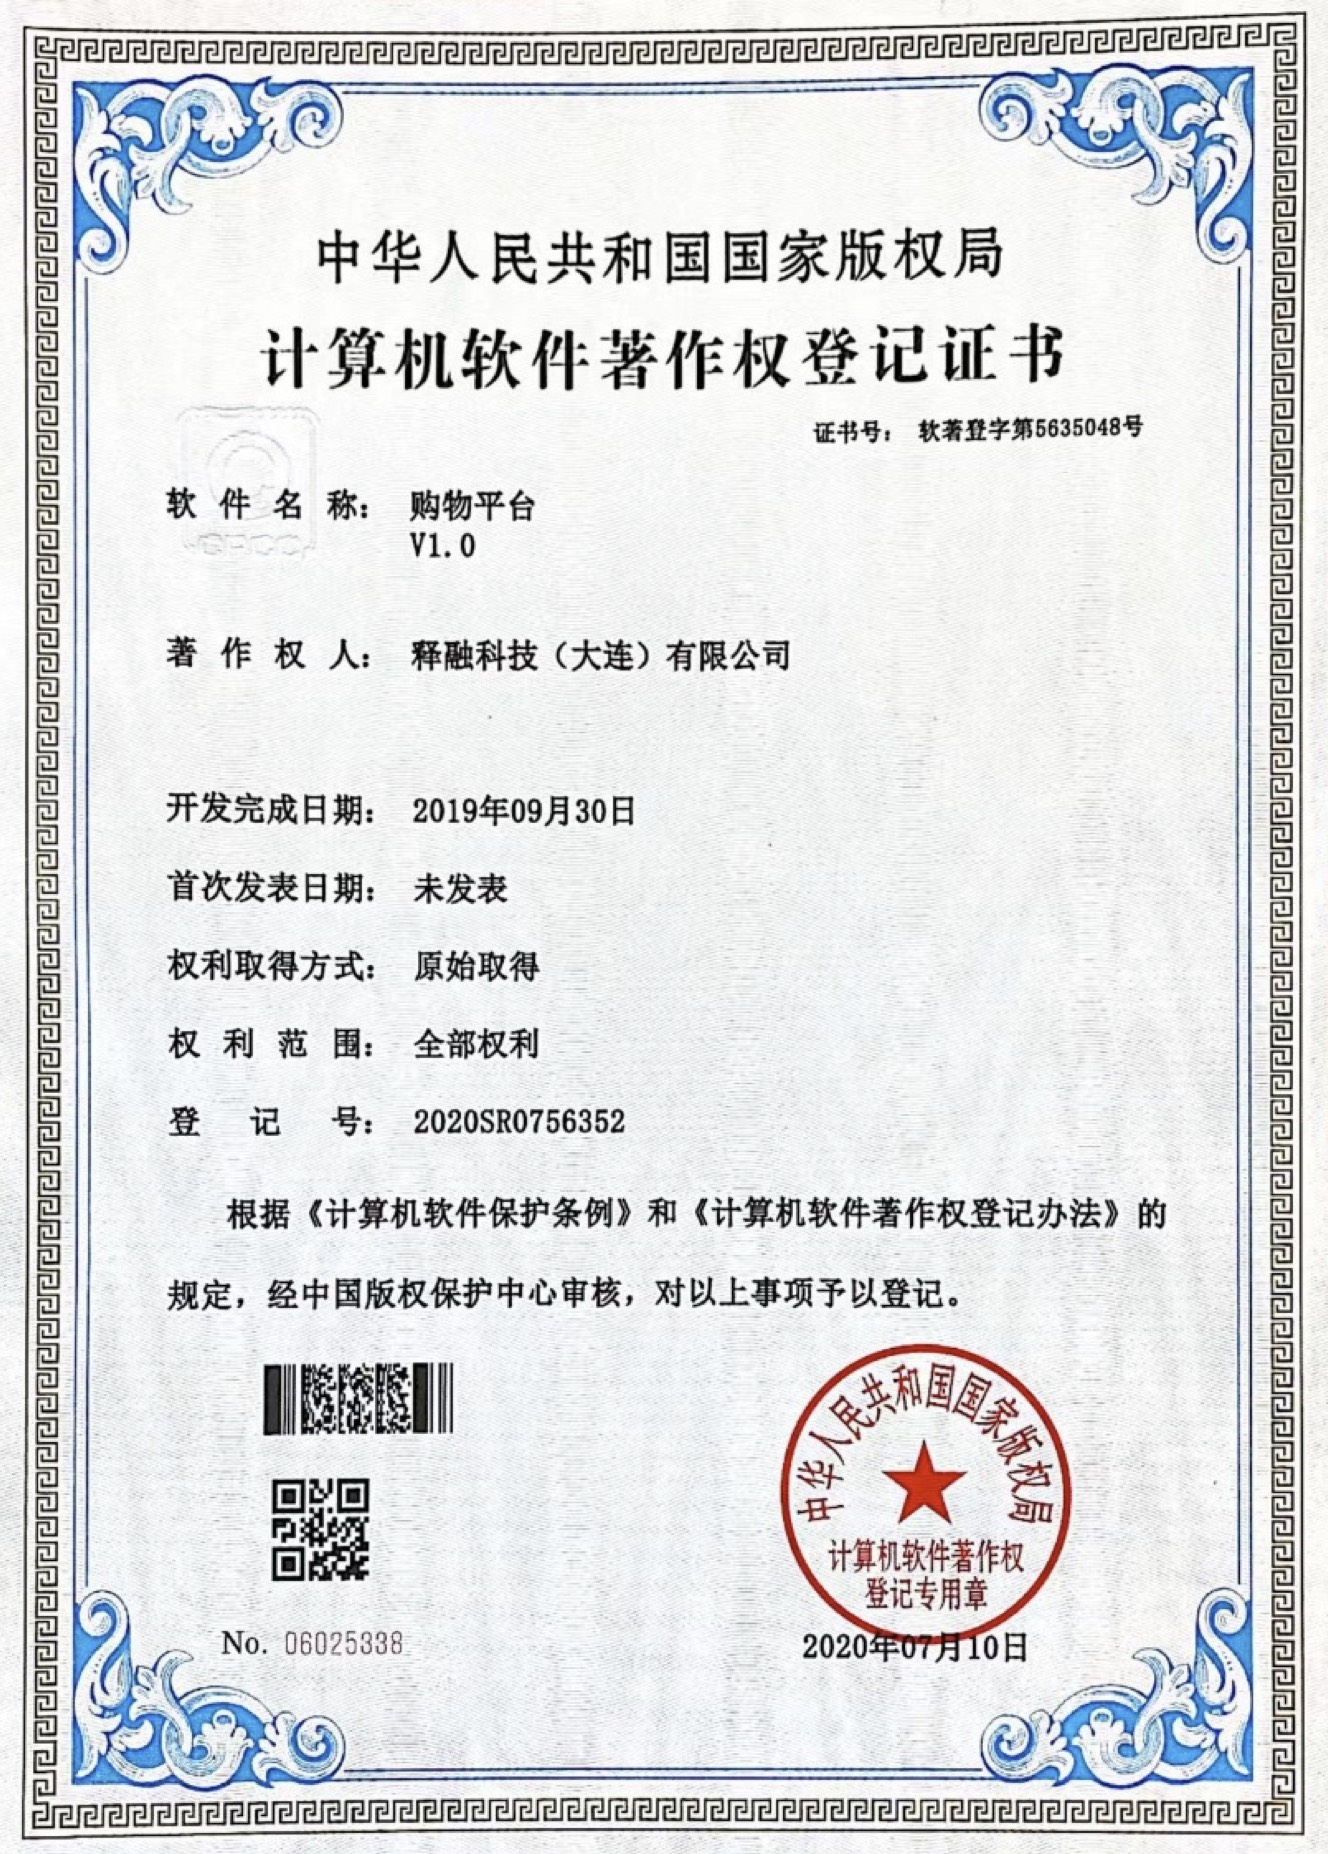 中华人民共和国国家版权局
计算机软件著作权登记证书
证书号： 软著登字第5635048号
软件名称： 购物平台
V1.0
著作权人： 释融科技（大连）有限公司
开发完成日期： 2019年09月30日
首次发表日期： 未发表
权利取得方式： 原始取得
权利范围： 全部权利
登记号： 2020SR0756352
根据《计算机软件保护条例》和《计算机软件著作权登记办法》的
规定，经中国版权保护中心审核，对以上事项予以登记。
中华人民共和国国家版权局
计算机软件著作权
登记专用章
No. 06025338
2020年07月10日